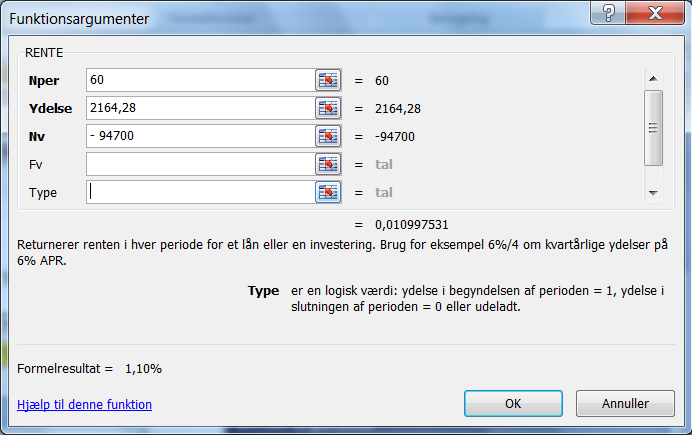 Funktionsargumenter
RENTE
Nper 60 = 60
Ydelse 2164,28 = 2164,28
Nv - 94700 = -94700
Fv = tal
Type = tal
= 0,010997531
Returnerer renten i hver periode for et lån eller en investering. Brug for eksempel 6%/4 om kvartårlige ydelser på
6% APR.
Type er en logisk værdi: ydelse i begyndelsen af perioden = 1, ydelse i
slutningen af perioden = 0 eller udeladt.
Formelresultat = 1,10%
Hjælp til denne funktion
OK
Annuller